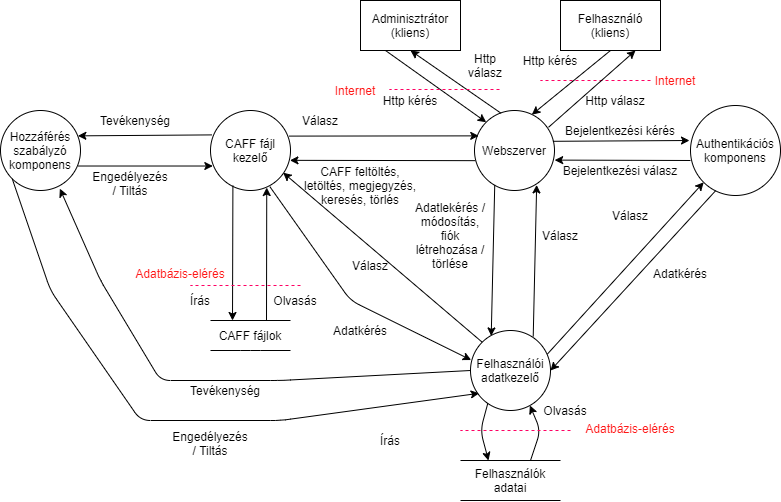 Adminisztrátor
(kliens)
Felhasználó
(kliens)
Http
válasz
Http kérés
Internet
Http kérés
Internet
Http válasz
Hozzáférés
szabályzó
komponens
Tevékenység
CAFF fájl
kezelő
Válasz
Webszerver
Bejelentkezési kérés
Authentikációs
komponens
Engedélyezés
/ Tiltás
CAFF feltöltés,
letöltés, megjegyzés,
keresés, törlés
Bejelentkezési válasz
Adatlekérés /
módosítás,
fiók
létrehozása /
törlése
Válasz
Válasz
Adatbázis-elérés
Válasz
Adatkérés
Írás
Olvasás
CAFF fájlok
Adatkérés
Felhasználói
adatkezelő
Tevékenység
Engedélyezés
/ Tiltás
Írás
Olvasás
Adatbázis-elérés
Felhasználók
adatai